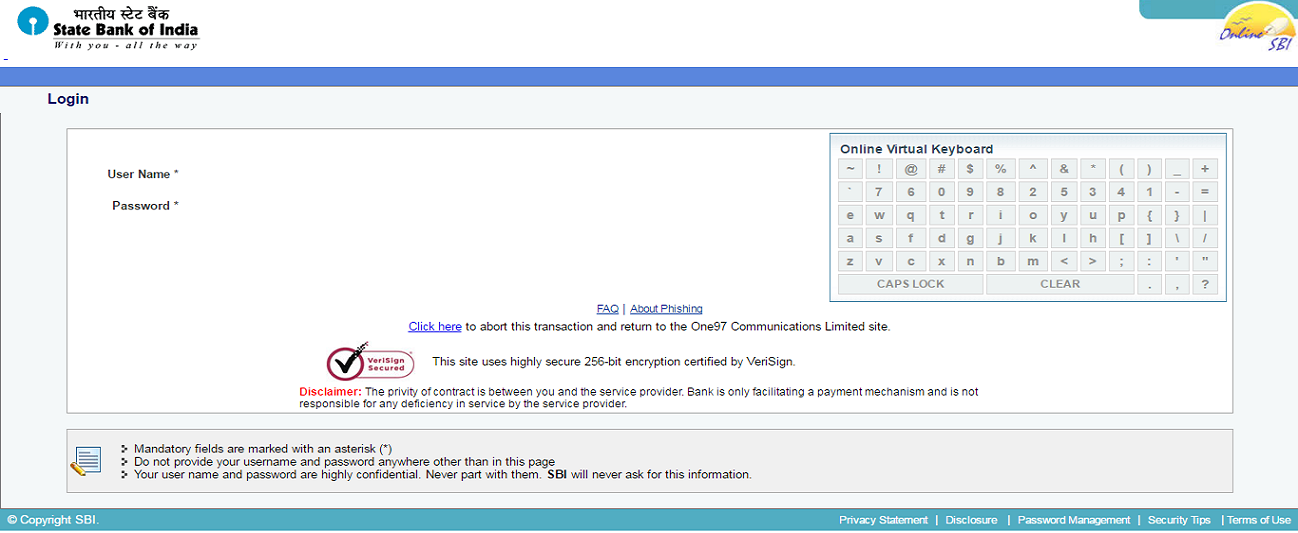 भारतीय स्टेट बैंक
State Bank of India
With you - all the way
Online SBI
-
Login
User Name *
Password *
Online Virtual Keyboard
~ ! @ # $ % ^ & * ( ) _ +
` 7 6 0 9 8 2 5 3 4 1 - =
e w q t r i o y u p { } |
a s f d g j k l h [ ] \ /
z v c x n b m < > ; : ' "
CAPS LOCK CLEAR . , ?
FAQ | About Phishing
Click here to abort this transaction and return to the One97 Communications Limited site.
VeriSign Secured
This site uses highly secure 256-bit encryption certified by VeriSign.
Disclaimer: The privity of contract is between you and the service provider. Bank is only facilitating a payment mechanism and is not
responsible for any deficiency in service by the service provider.
Mandatory fields are marked with an asterisk (*)
Do not provide your username and password anywhere other than in this page
Your user name and password are highly confidential. Never part with them. SBI will never ask for this information.
© Copyright SBI. Privacy Statement | Disclosure | Password Management | Security Tips | Terms of Use